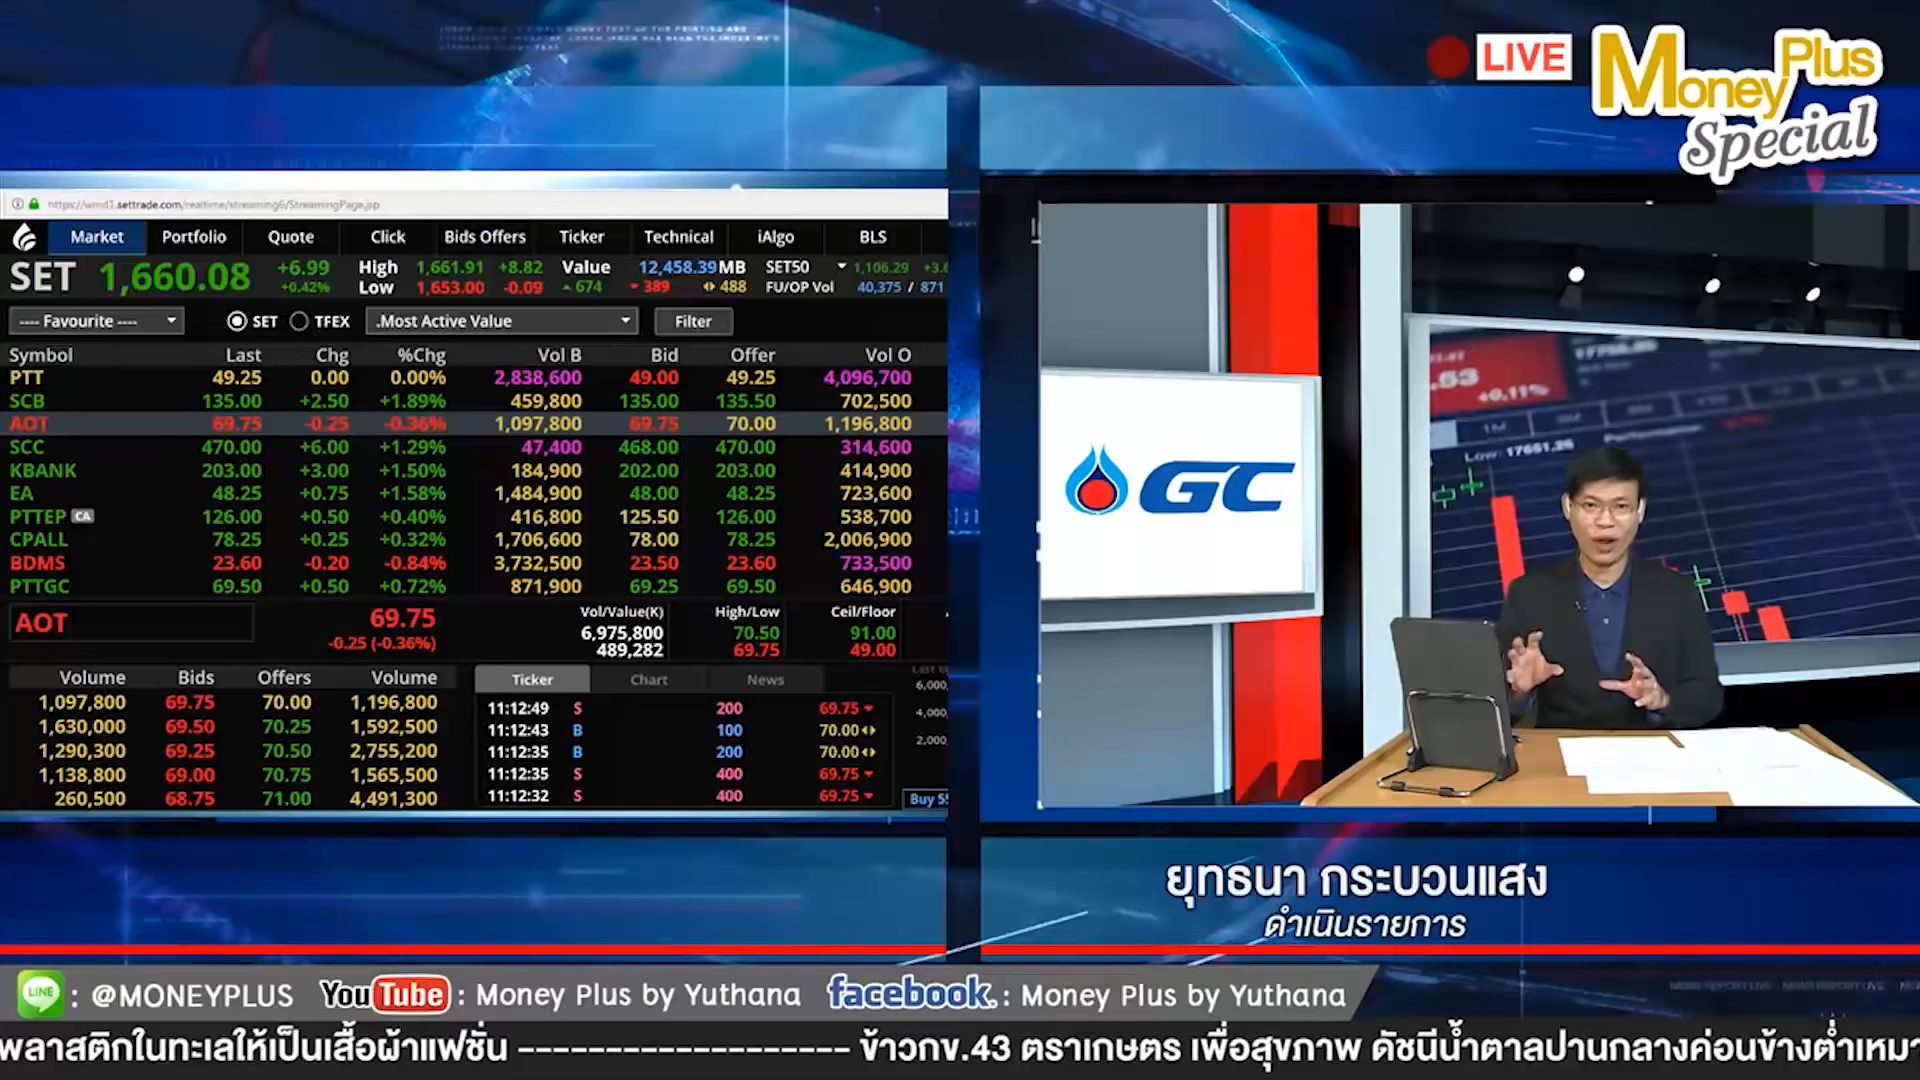 LIVE
Money Plus
Special
https://wmd1.settrade.com/realtime/streaming6/StreamingPage.jsp
Market Portfolio Quote Click Bids Offers Ticker Technical iAlgo BLS
SET 1,660.08 +6.99 High 1,661.91 +8.82 Value 12,458.39MB SET50 1,106.29
+0.42% Low 1,653.00 -0.09 674 389 488 FU/OP Vol 40,375 / 871
---- Favourite ---- SET TFEX .Most Active Value Filter
Symbol Last Chg %Chg Vol B Bid Offer Vol O
PTT 49.25 0.00 0.00% 2,838,600 49.00 49.25 4,096,700
SCB 135.00 +2.50 +1.89% 459,800 135.00 135.50 702,500
AOT 69.75 -0.25 -0.36% 1,097,800 69.75 70.00 1,196,800
SCC 470.00 +6.00 +1.29% 47,400 468.00 470.00 314,600
KBANK 203.00 +3.00 +1.50% 184,900 202.00 203.00 414,900
EA 48.25 +0.75 +1.58% 1,484,900 48.00 48.25 723,600
PTTEP CA 126.00 +0.50 +0.40% 416,800 125.50 126.00 538,700
CPALL 78.25 +0.25 +0.32% 1,706,600 78.00 78.25 2,006,900
BDMS 23.60 -0.20 -0.84% 3,732,500 23.50 23.60 733,500
PTTGC 69.50 +0.50 +0.72% 871,900 69.25 69.50 646,900
AOT 69.75 Vol/Value(K) High/Low Ceil/Floor
6,975,800 70.50 91.00
-0.25 (-0.36%) 489,282 69.75 49.00
Volume Bids Offers Volume
1,097,800 69.75 70.00 1,196,800
1,630,000 69.50 70.25 1,592,500
1,290,300 69.25 70.50 2,755,200
1,138,800 69.00 70.75 1,565,500
260,500 68.75 71.00 4,491,300
Ticker Chart News
11:12:49 S 200 69.75
11:12:43 B 100 70.00
11:12:35 B 200 70.00
11:12:35 S 400 69.75
11:12:32 S 400 69.75
6,000,
4,000,
2,000,
Buy
GC
+0.11%
1M
Low: 17651.26
ยุทธนา กระบวนแสง
ดำเนินรายการ
LINE : @MONEYPLUS YouTube : Money Plus by Yuthana facebook. : Money Plus by Yuthana
พลาสติกในทะเลให้เป็นเสื้อผ้าแฟชั่น ------------------- ข้าวกข.43 ตราเกษตร เพื่อสุขภาพ ดัชนีน้ำตาลปานกลางค่อนข้างต่ำเหมา